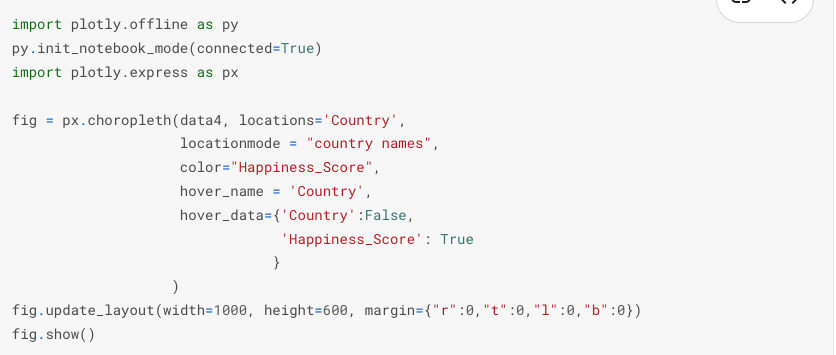 import plotly.offline as py
py.init_notebook_mode(connected=True)
import plotly.express as px

fig = px.choropleth(data4, locations='Country',
                    locationmode = "country names",
                    color="Happiness_Score",
                    hover_name = 'Country',
                    hover_data={'Country':False,
                                'Happiness_Score': True
                               }
                   )
fig.update_layout(width=1000, height=600, margin={"r":0,"t":0,"l":0,"b":0})
fig.show()